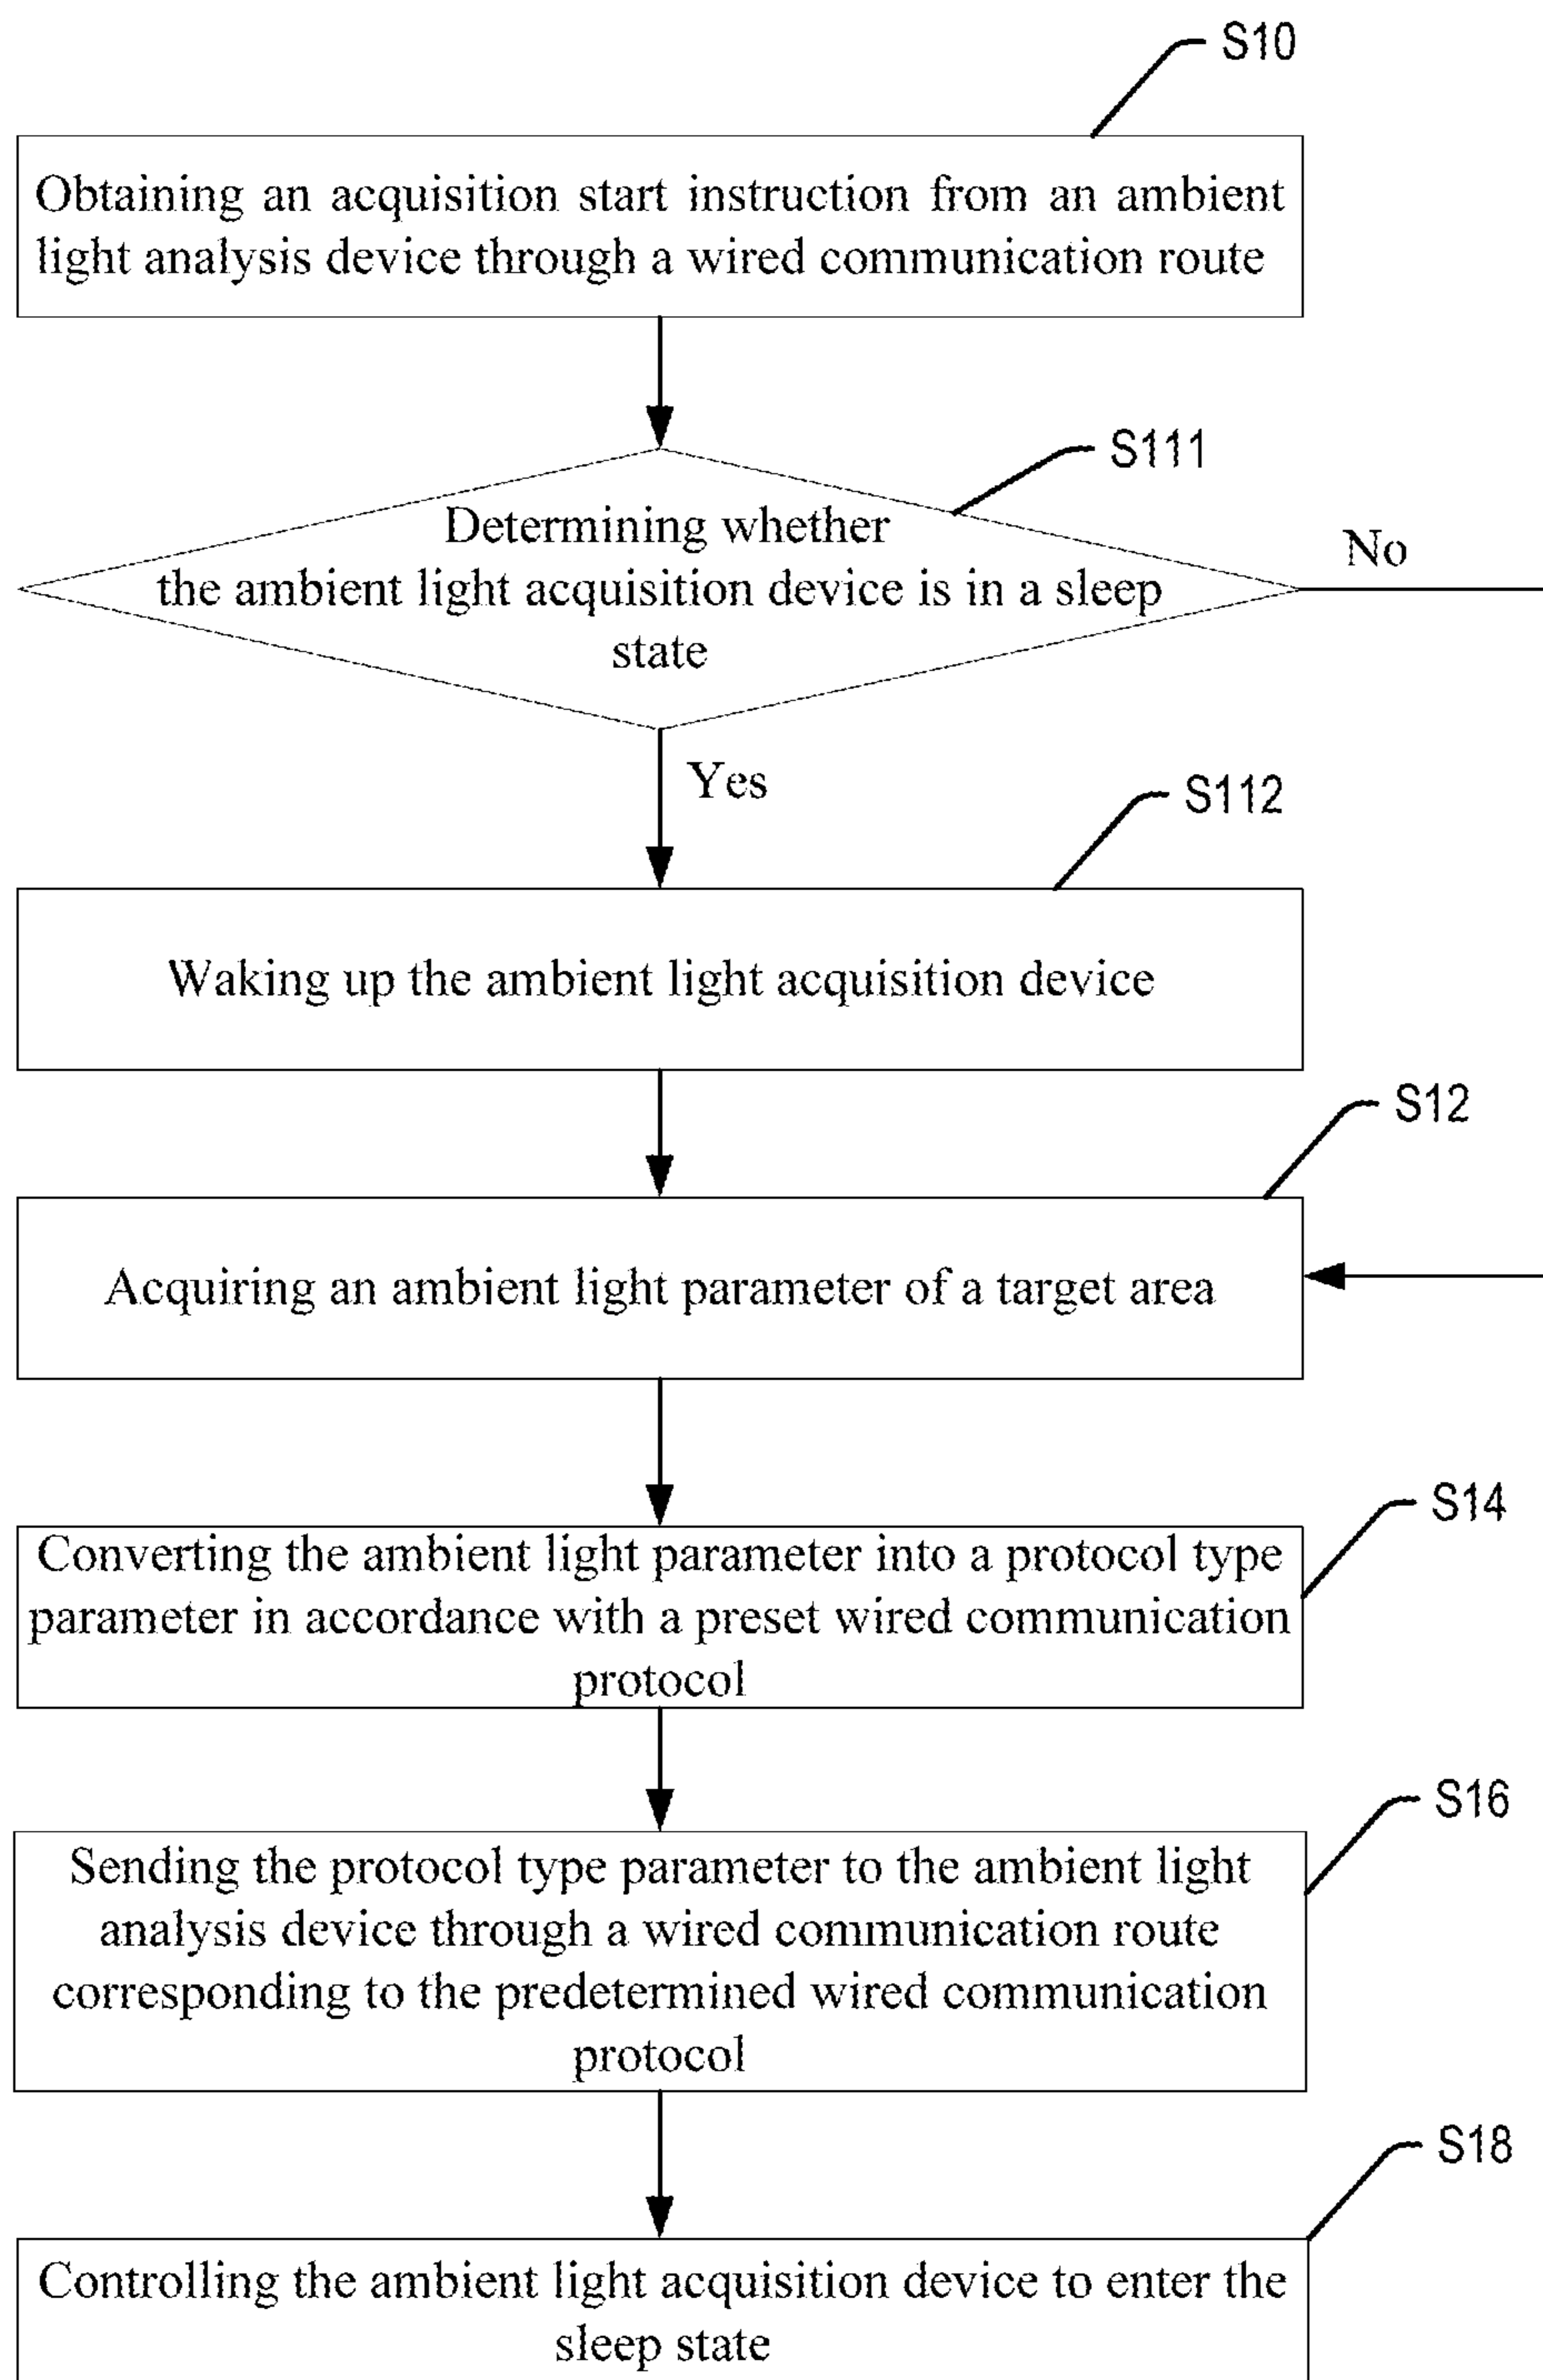 S10
Obtaining an acquisition start instruction from an ambient
light analysis device through a wired communication route
S111
Determining whether
the ambient light acquisition device is in a sleep
state
No
Yes
S112
Waking up the ambient light acquisition device
S12
Acquiring an ambient light parameter of a target area
S14
Converting the ambient light parameter into a protocol type
parameter in accordance with a preset wired communication
protocol
S16
Sending the protocol type parameter to the ambient light
analysis device through a wired communication route
corresponding to the predetermined wired communication
protocol
S18
Controlling the ambient light acquisition device to enter the
sleep state